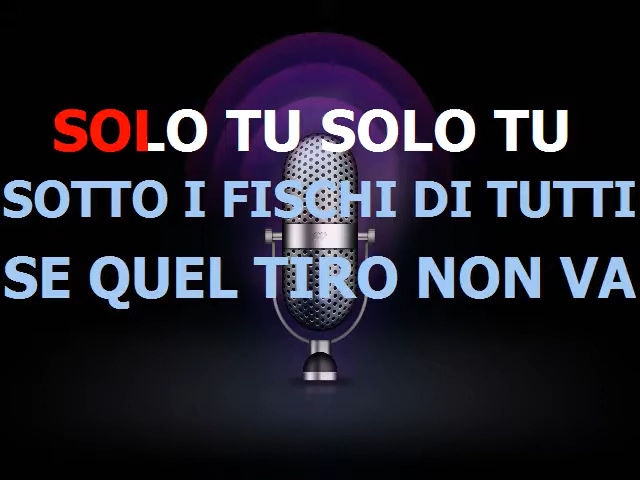 SOLO TU SOLO TU
SOTTO I FISCHI DI TUTTI
SE QUEL TIRO NON VA